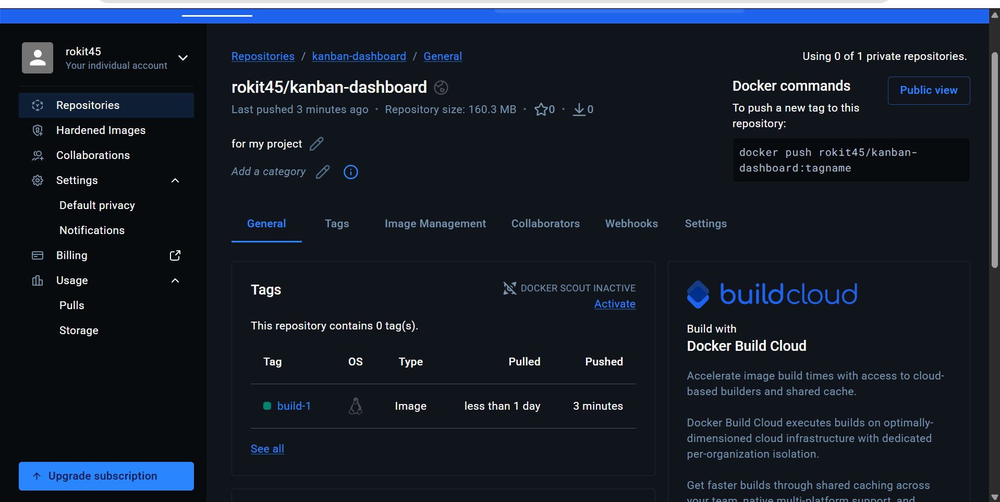 rokit45
Your individual account
Repositories
Hardened Images
Collaborations
Settings
Default privacy
Notifications
Billing
Usage
Pulls
Storage
Upgrade subscription
Repositories / kanban-dashboard / General
Using 0 of 1 private repositories.
rokit45/kanban-dashboard
Last pushed 3 minutes ago • Repository size: 160.3 MB • 0 • 0
for my project
Add a category
Docker commands
Public view
To push a new tag to this
repository:
docker push rokit45/kanban-
dashboard:tagname
General Tags Image Management Collaborators Webhooks Settings
Tags
DOCKER SCOUT INACTIVE
Activate
This repository contains 0 tag(s).
Tag OS Type Pulled Pushed
build-1 Image less than 1 day 3 minutes
See all
buildcloud
Build with
Docker Build Cloud
Accelerate image build times with access to cloud-
based builders and shared cache.
Docker Build Cloud executes builds on optimally-
dimensioned cloud infrastructure with dedicated
per-organization isolation.
Get faster builds through shared caching across
your team, native multi-platform support, and